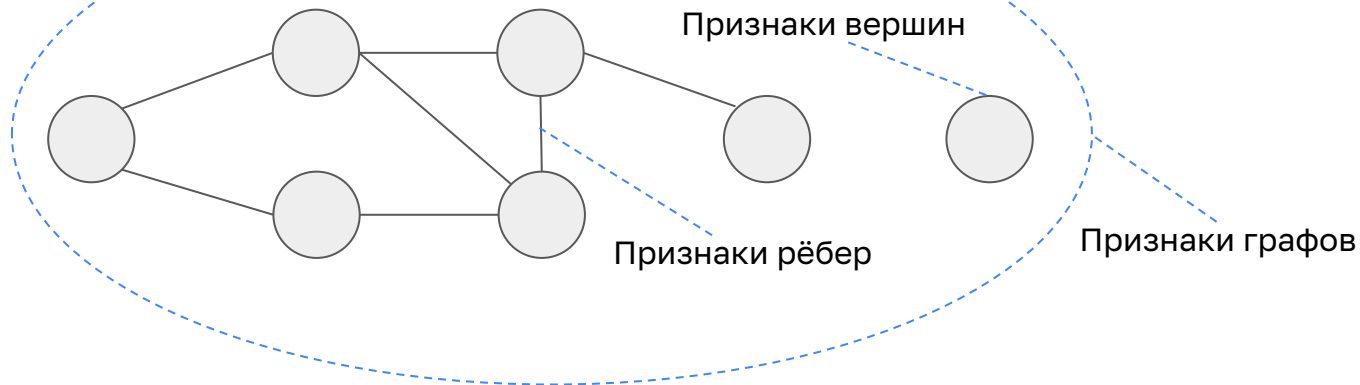 Признаки вершин
Признаки рёбер
Признаки графов